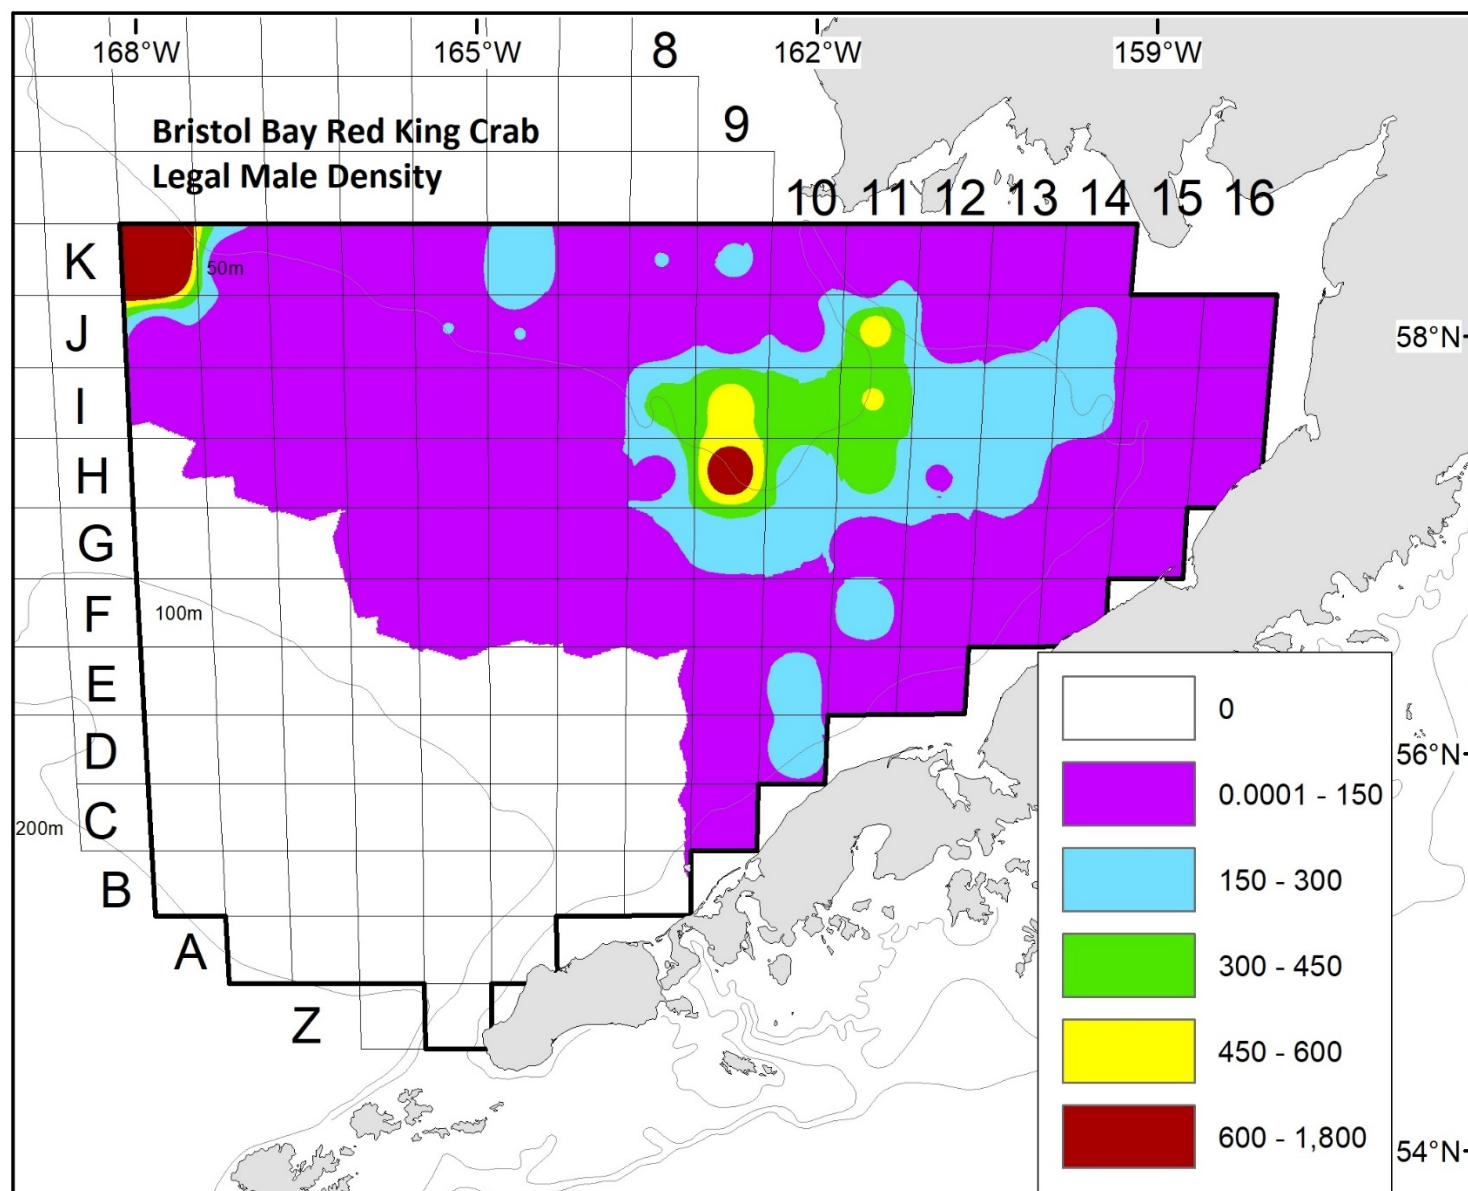 168°W 165°W 162°W 159°W
8
9
Bristol Bay Red King Crab
Legal Male Density
10 11 12 13 14 15 16
K
50m
J
58°N
I
H
G
F
100m
E
D
56°N
C
200m
B
A
Z
0
0.0001 - 150
150 - 300
300 - 450
450 - 600
600 - 1,800
54°N